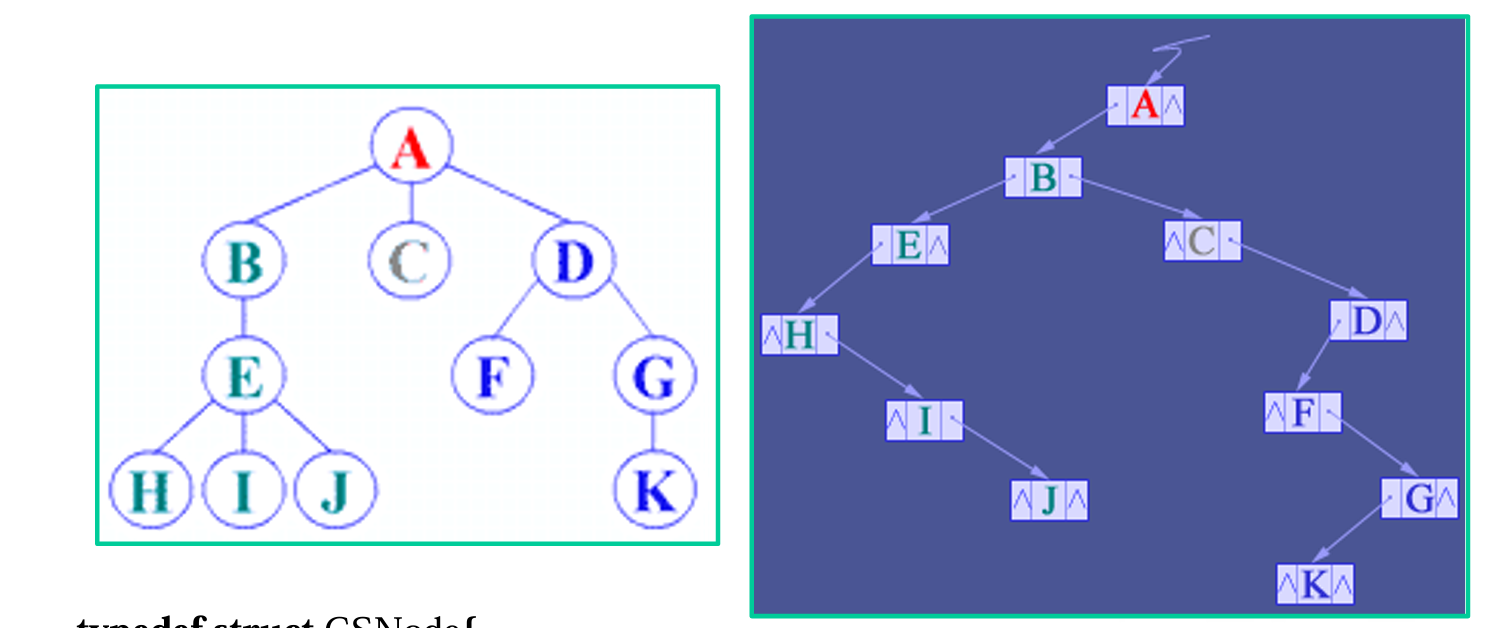 A
B C D
E F G
H I J K
A ^
B
E ^
^ C
^ H
D ^
^ I
^ F
^ J ^
G ^
^ K ^
typedef struct CSNode{